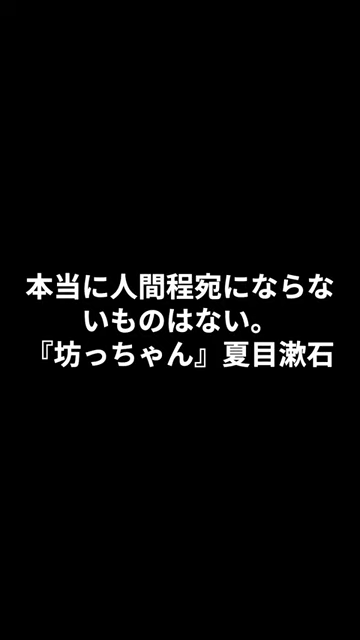 本当に人間程宛にならな
いものはない。
『坊っちゃん』夏目漱石